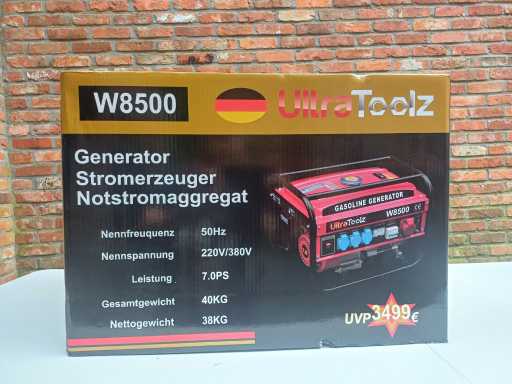 W8500
UltraToolz
Generator
Stromerzeuger
Notstromaggregat
Nennfreuquenz 50Hz
Nennspannung 220V/380V
Leistung 7.0PS
Gesamtgewicht 40KG
Nettogewicht 38KG
GASOLINE GENERATOR
W8500
UltraToolz
UVP 3499€